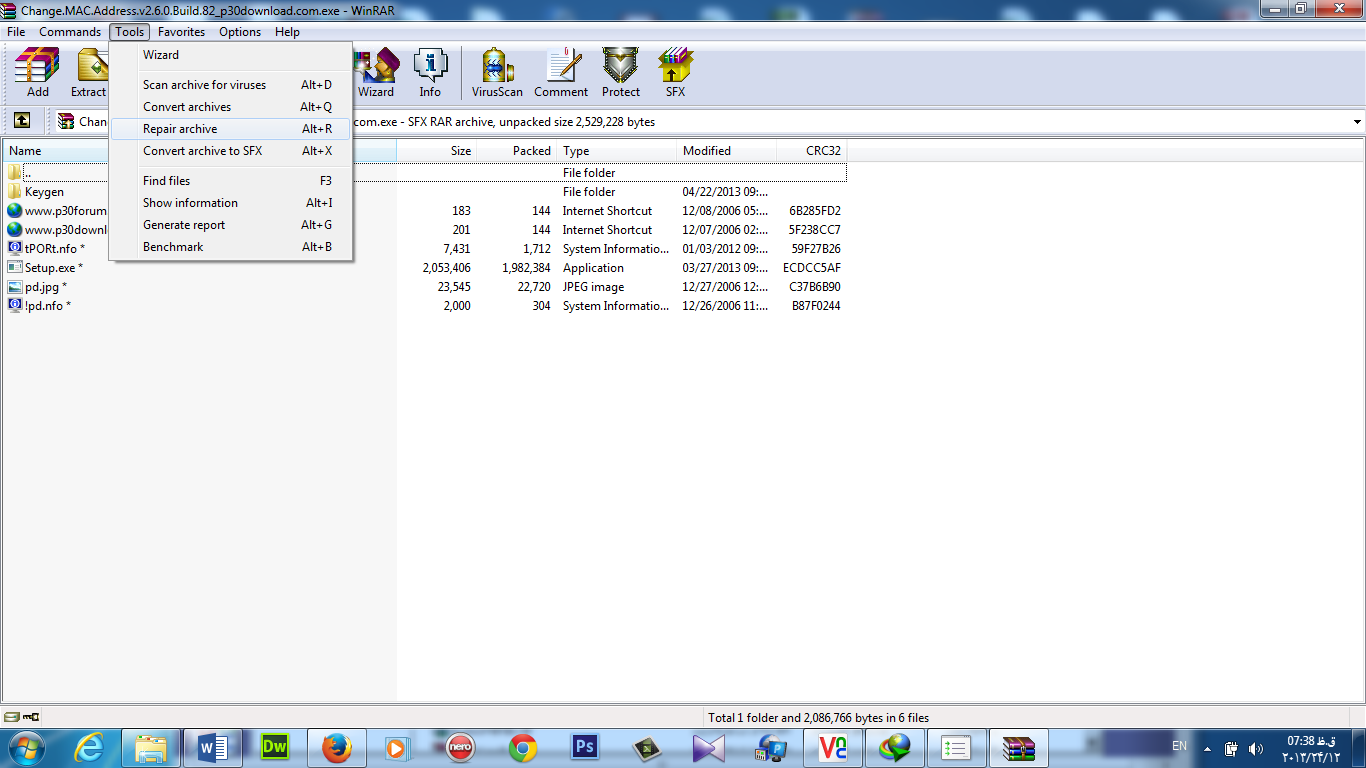 Change.MAC.Address.v2.6.0.Build.82_p30download.com.exe - WinRAR
File Commands Tools Favorites Options Help
Add Extract Wizard Info VirusScan Comment Protect SFX
Wizard
Scan archive for viruses Alt+D
Convert archives Alt+Q
Repair archive Alt+R
Convert archive to SFX Alt+X
Find files F3
Show information Alt+I
Generate report Alt+G
Benchmark Alt+B
com.exe - SFX RAR archive, unpacked size 2,529,228 bytes
Name Size Packed Type Modified CRC32
.. File folder
Keygen File folder 04/22/2013 09:...
www.p30forum 183 144 Internet Shortcut 12/08/2006 05:... 6B285FD2
www.p30downl 201 144 Internet Shortcut 12/07/2006 02:... 5F238CC7
tPORt.nfo * 7,431 1,712 System Informatio... 01/03/2012 09:... 59F27B26
Setup.exe * 2,053,406 1,982,384 Application 03/27/2013 09:... ECDCC5AF
pd.jpg * 23,545 22,720 JPEG image 12/27/2006 12:... C37B6B90
!pd.nfo * 2,000 304 System Informatio... 12/26/2006 11:... B87F0244
Total 1 folder and 2,086,766 bytes in 6 files
W Dw nero Ps P
EN
07:38 ق.ظ
۲۰۱۳/۲۴/۱۲